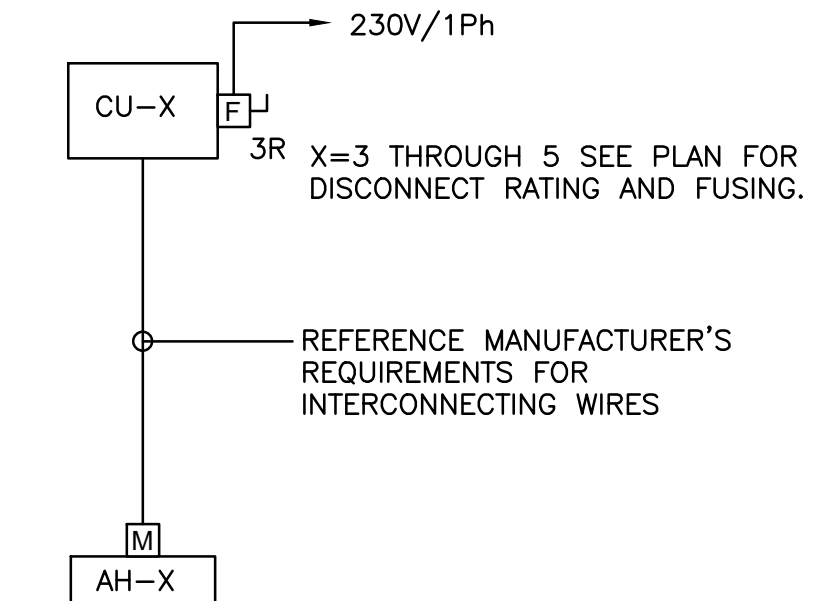 230V/1Ph
CU-X
F
3R
X=3 THROUGH 5 SEE PLAN FOR
DISCONNECT RATING AND FUSING.
REFERENCE MANUFACTURER'S
REQUIREMENTS FOR
INTERCONNECTING WIRES
M
AH-X